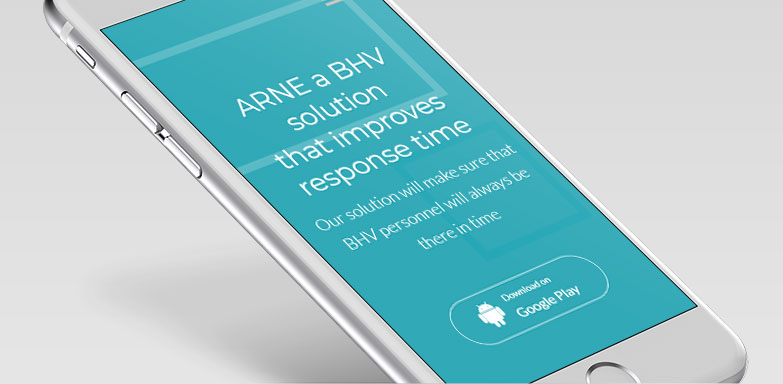 ARNE a BHV
solution
that improves
response time
Our solution will make sure that
BHV personnel will always be
there in time
Download on
Google Play